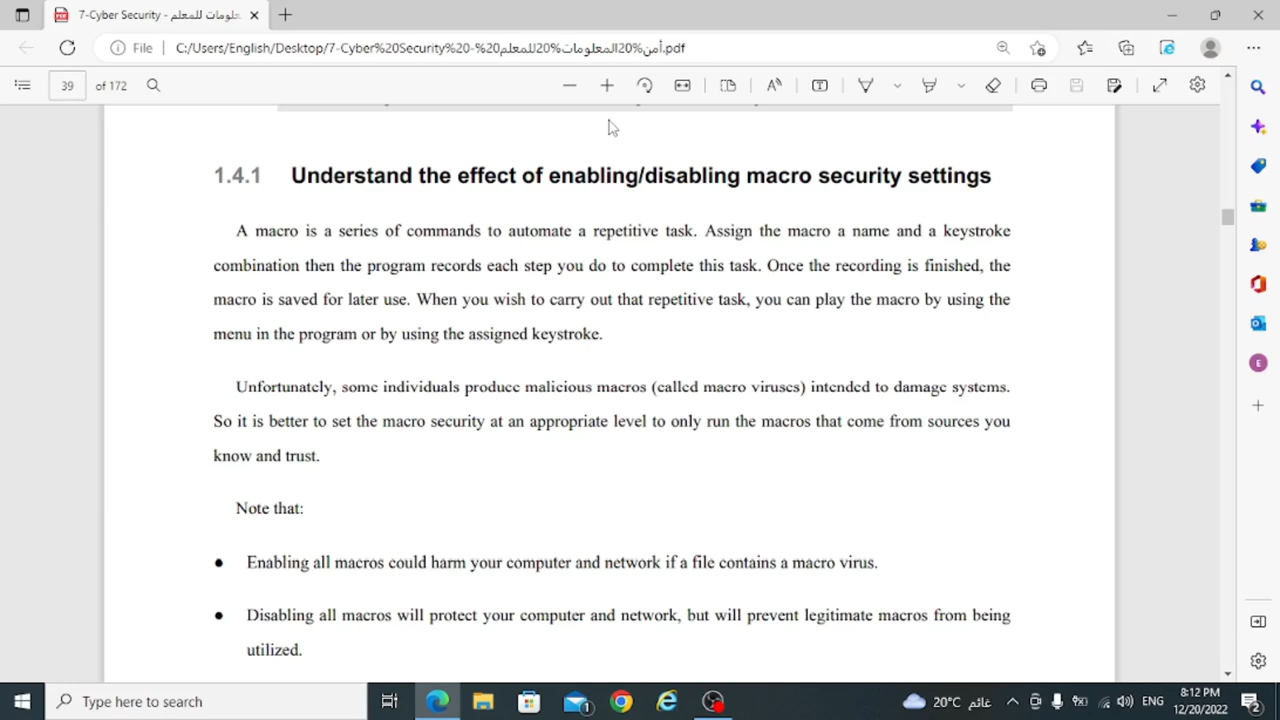 7-Cyber Security - معلومات للمعلم.
File C:/Users/English/Desktop/7-Cyber%20Security%20-%20أمن%20المعلومات%20للمعلم.pdf
39 of 172
1.4.1 Understand the effect of enabling/disabling macro security settings
A macro is a series of commands to automate a repetitive task. Assign the macro a name and a keystroke
combination then the program records each step you do to complete this task. Once the recording is finished, the
macro is saved for later use. When you wish to carry out that repetitive task, you can play the macro by using the
menu in the program or by using the assigned keystroke.
Unfortunately, some individuals produce malicious macros (called macro viruses) intended to damage systems.
So it is better to set the macro security at an appropriate level to only run the macros that come from sources you
know and trust.
Note that:
● Enabling all macros could harm your computer and network if a file contains a macro virus.
● Disabling all macros will protect your computer and network, but will prevent legitimate macros from being
utilized.
Type here to search
1
20°C غائم
ENG
8:12 PM
12/20/2022
2
E